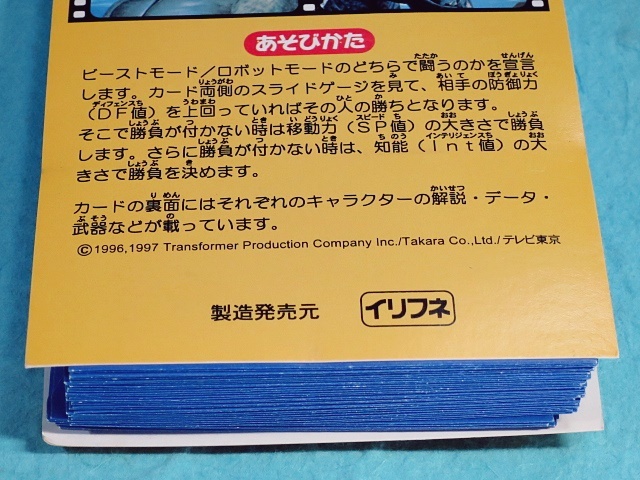 あそびかた
ビーストモード/ロボットモードのどちらで闘うのかを宣言
します。カード両側のスライドゲージを見て、相手の防御力
(DF値)を上回っていればその人の勝ちとなります。
そこで勝負が付かない時は移動力(SP値)の大きさで勝負
します。さらに勝負が付かない時は、知能(Int値)の大
きさで勝負を決めます。
カードの裏面にはそれぞれのキャラクターの解説・データ・
武器などが載っています。
©1996,1997 Transformer Production Company Inc./Takara Co.,Ltd./テレビ東京
製造発売元 イリフネ